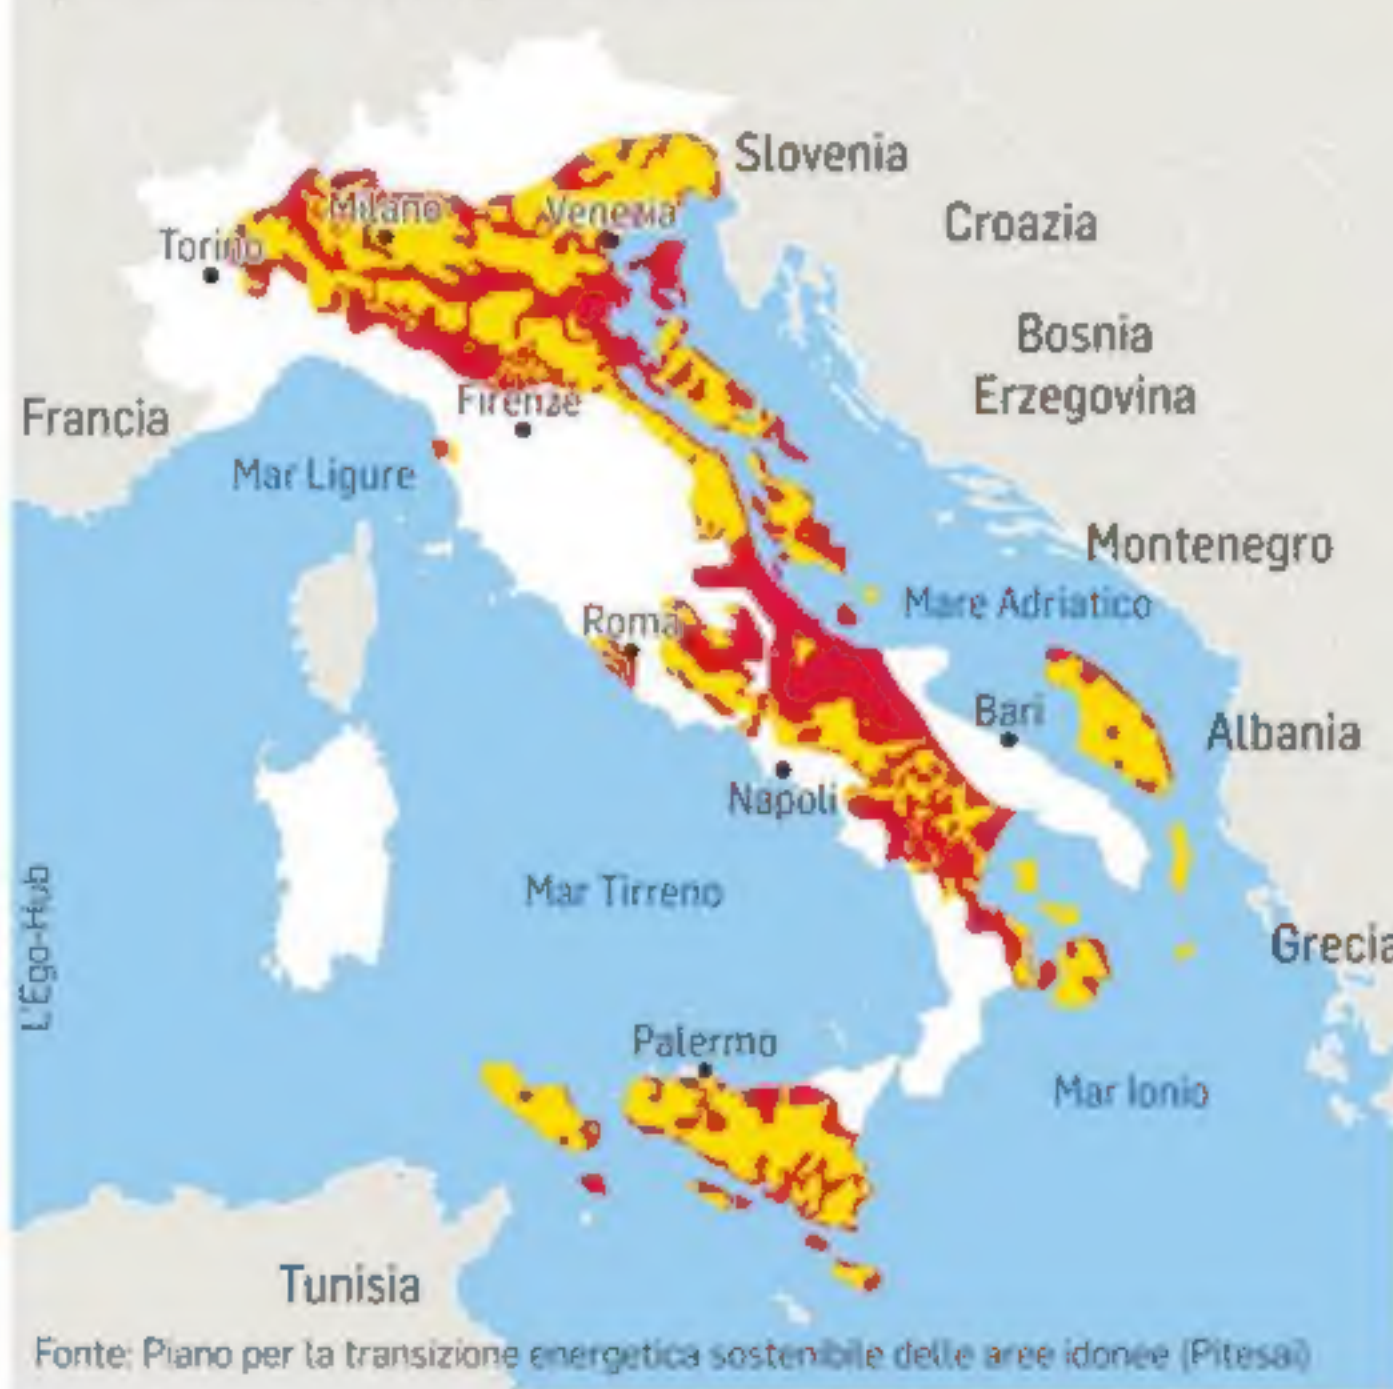 Slovenia
Croazia
Milano
Venezia
Torino
Bosnia
Erzegovina
Francia
Firenze
Mar Ligure
Montenegro
Mare Adriatico
Roma
Bari
Albania
Napoli
Mar Tirreno
L'Ego-Hub
Grecia
Palermo
Mar Ionio
Tunisia
Fonte: Piano per la transizione energetica sostenibile delle aree idonee (Pitesai)